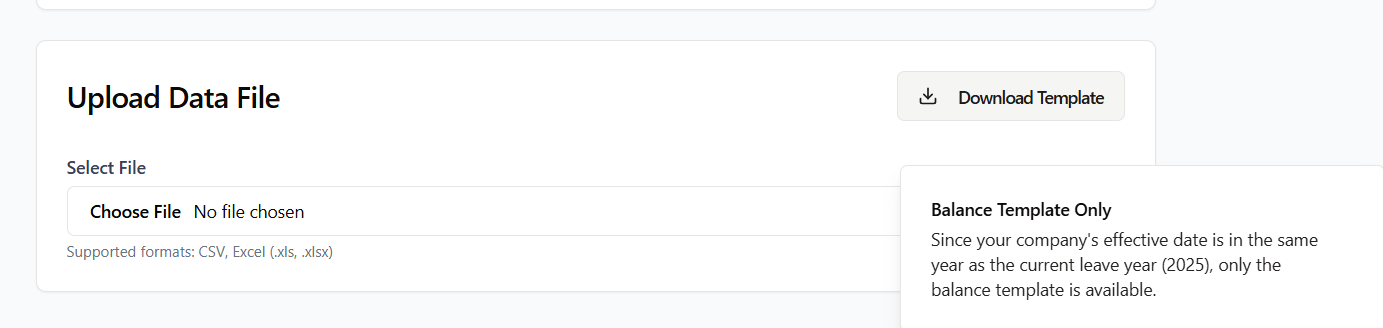 Upload Data File
Download Template
Select File
Choose File No file chosen
Supported formats: CSV, Excel (.xls, .xlsx)
Balance Template Only
Since your company's effective date is in the same
year as the current leave year (2025), only the
balance template is available.